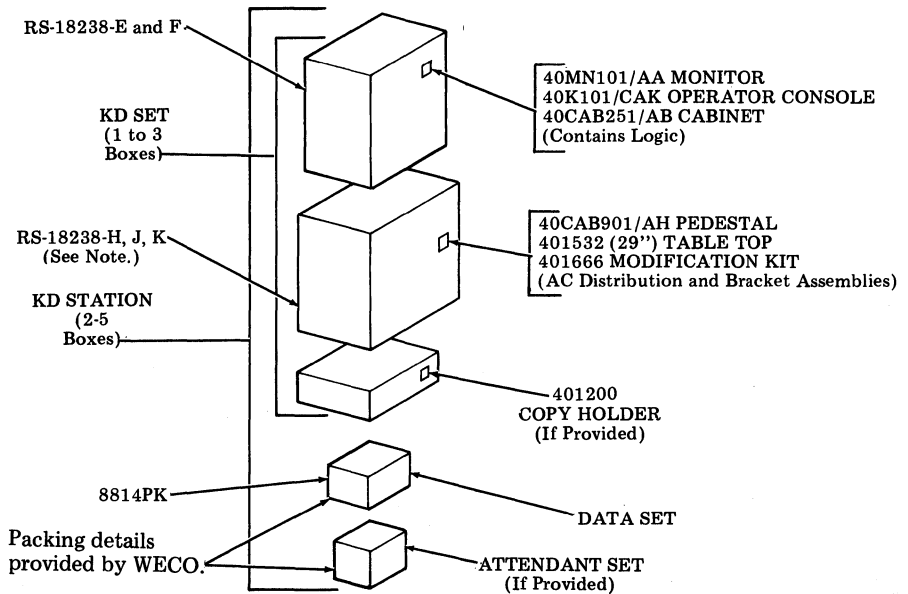 RS-18238-E and F
KD SET
(1 to 3
Boxes)
40MN101/AA MONITOR
40K101/CAK OPERATOR CONSOLE
40CAB251/AB CABINET
(Contains Logic)
RS-18238-H, J, K
(See Note.)
KD STATION
(2-5
Boxes)
40CAB901/AH PEDESTAL
401532 (29") TABLE TOP
401666 MODIFICATION KIT
(AC Distribution and Bracket Assemblies)
401200
COPY HOLDER
(If Provided)
8814PK
DATA SET
Packing details
provided by WECO.
ATTENDANT SET
(If Provided)